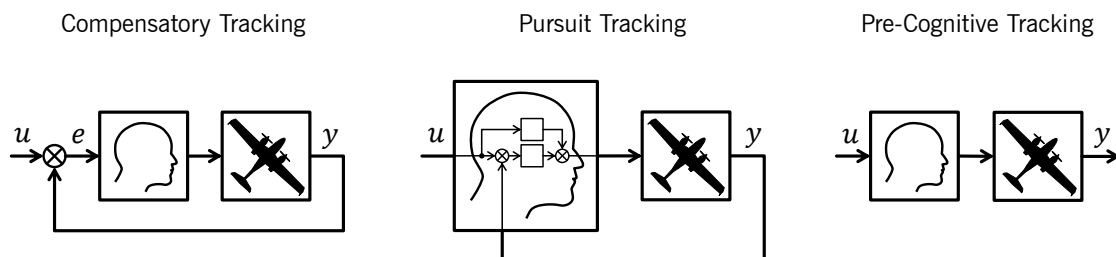 Compensatory Tracking
Pursuit Tracking
Pre-Cognitive Tracking
u
e
y
u
y
u
y